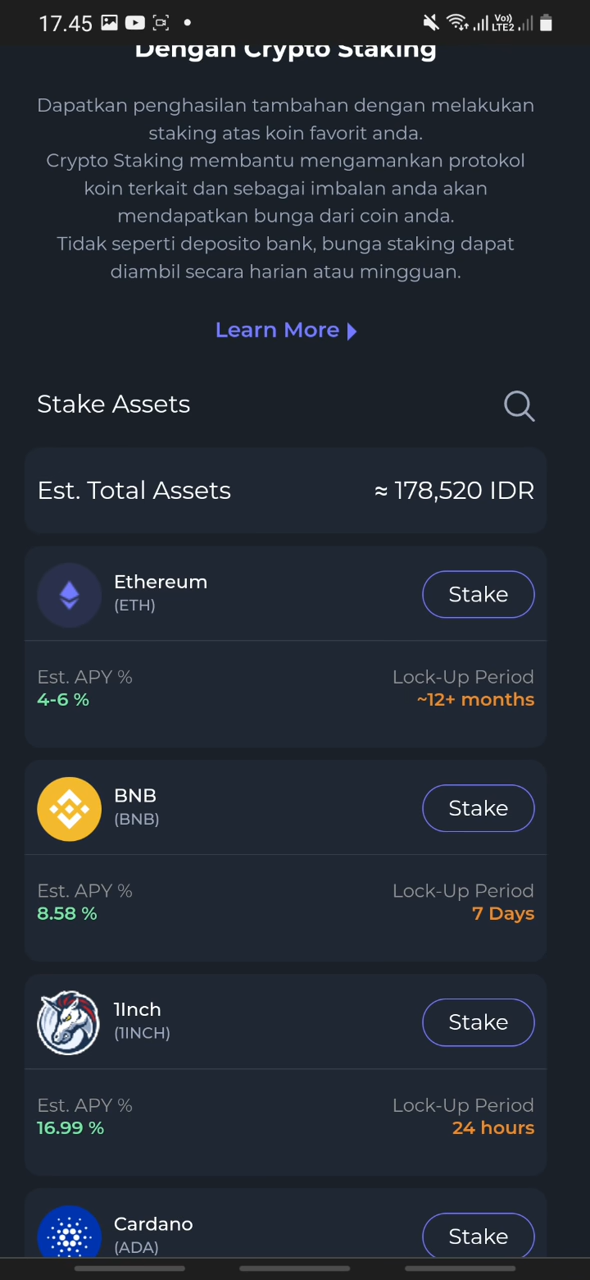 17.45
Vo))
LTE2
Dengan Crypto Staking
Dapatkan penghasilan tambahan dengan melakukan
staking atas koin favorit anda.
Crypto Staking membantu mengamankan protokol
koin terkait dan sebagai imbalan anda akan
mendapatkan bunga dari coin anda.
Tidak seperti deposito bank, bunga staking dapat
diambil secara harian atau mingguan.
Learn More
Stake Assets
Est. Total Assets ≈ 178,520 IDR
Ethereum
(ETH)
Stake
Est. APY % Lock-Up Period
4-6 % ~12+ months
BNB
(BNB)
Stake
Est. APY % Lock-Up Period
8.58 % 7 Days
1Inch
(1INCH)
Stake
Est. APY % Lock-Up Period
16.99 % 24 hours
Cardano
(ADA)
Stake